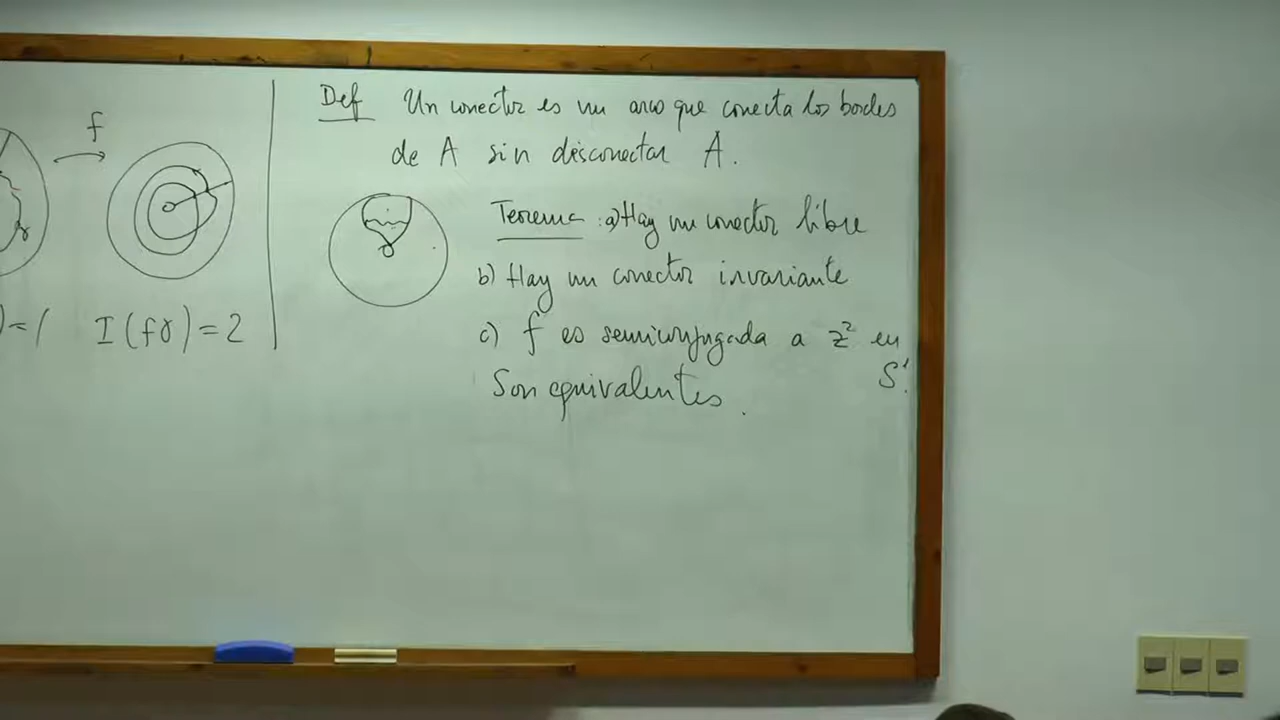 f
)=1 I(fγ)=2
Def Un conector es un arco que conecta los bordes
de A sin desconectar A.
Teorema: a) Hay un conector libre
b) Hay un conector invariante
c) f es semiconjugada a z² en
S¹.
Son equivalentes.